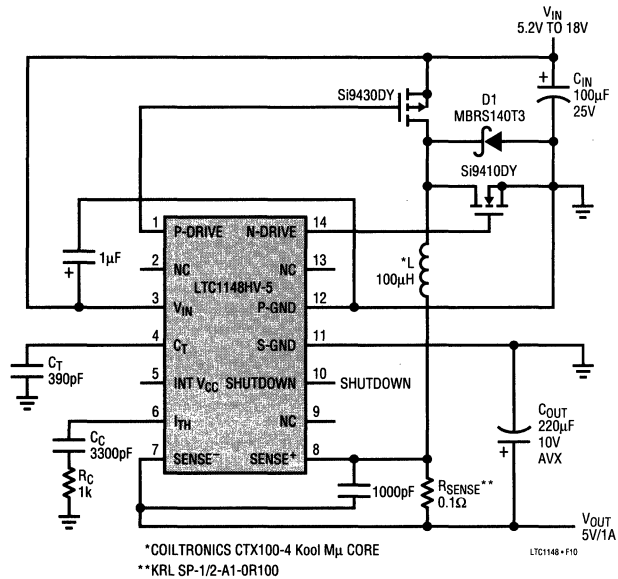 VIN
5.2V TO 18V
Si9430DY
D1
MBRS140T3
+
CIN
100µF
25V
Si9410DY
1
P-DRIVE
N-DRIVE
14
1µF
+
2
NC
NC
13
*L
100µH
LTC1148HV-5
3
VIN
P-GND
12
4
CT
S-GND
11
CT
390pF
5
INT VCC
SHUTDOWN
10
SHUTDOWN
6
ITH
NC
9
CC
3300pF
COUT
220µF
10V
AVX
+
7
SENSE−
SENSE+
8
RC
1k
1000pF
RSENSE**
0.1Ω
VOUT
5V/1A
*COILTRONICS CTX100-4 Kool Mµ CORE
**KRL SP-1/2-A1-0R100
LTC1148 • F10